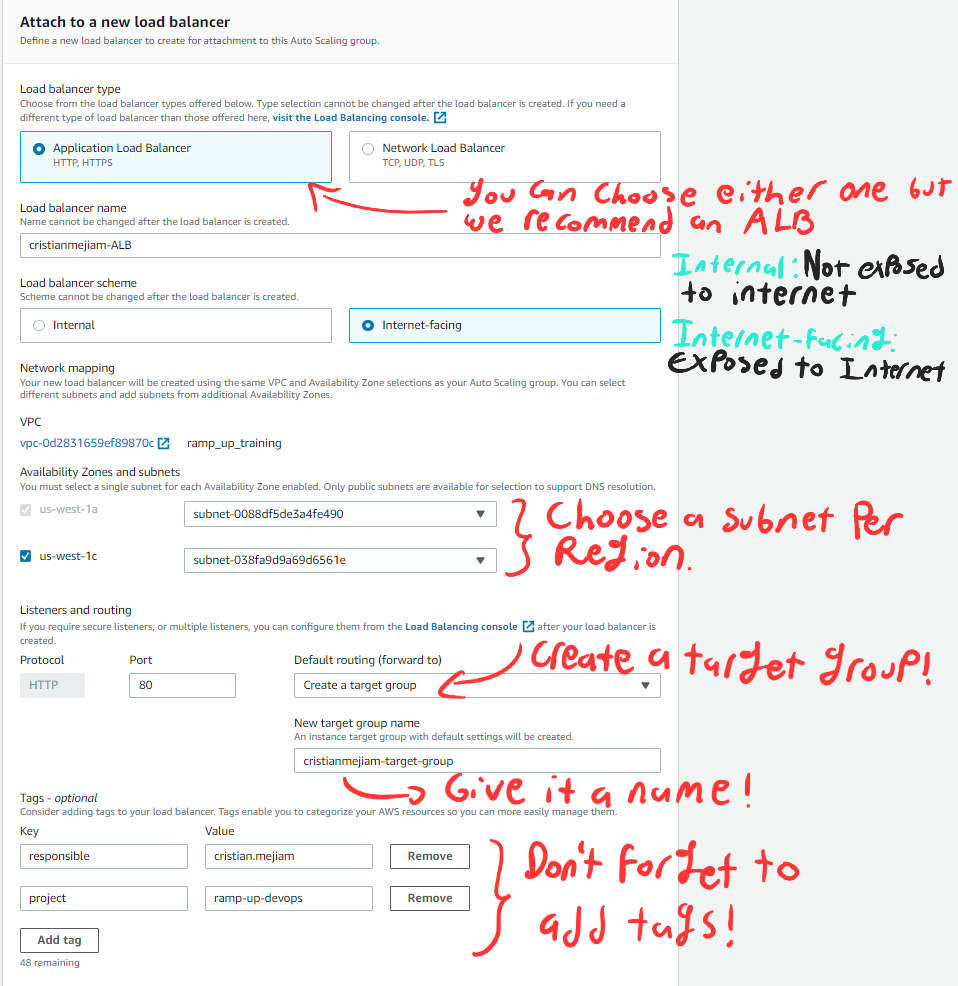 Attach to a new load balancer
Define a new load balancer to create for attachment to this Auto Scaling group.
Load balancer type
Choose from the load balancer types offered below. Type selection cannot be changed after the load balancer is created. If you need a
different type of load balancer than those offered here, visit the Load Balancing console.
Application Load Balancer
HTTP, HTTPS
Network Load Balancer
TCP, UDP, TLS
You can choose either one but
we recommend an ALB
Load balancer name
Name cannot be changed after the load balancer is created.
cristianmejiam-ALB
Internal: Not exposed
to internet
Load balancer scheme
Scheme cannot be changed after the load balancer is created.
Internal
Internet-facing
Internet-facing:
Exposed to Internet
Network mapping
Your new load balancer will be created using the same VPC and Availability Zone selections as your Auto Scaling group. You can select
different subnets and add subnets from additional Availability Zones.
VPC
vpc-0d2831659ef89870c ramp_up_training
Availability Zones and subnets
You must select a single subnet for each Availability Zone enabled. Only public subnets are available for selection to support DNS resolution.
us-west-1a
subnet-0088df5de3a4fe490
us-west-1c
subnet-038fa9d9a69d6561e
Choose a subnet Per
Region.
Listeners and routing
If you require secure listeners, or multiple listeners, you can configure them from the Load Balancing console after your load balancer is
created.
Protocol
HTTP
Port
80
Default routing (forward to)
Create a target group
Create a target group!
New target group name
An instance target group with default settings will be created.
cristianmejiam-target-group
Give it a name!
Tags - optional
Consider adding tags to your load balancer. Tags enable you to categorize your AWS resources so you can more easily manage them.
Key Value
responsible cristian.mejiam Remove
project ramp-up-devops Remove
Don't forget to
add tags!
Add tag
48 remaining